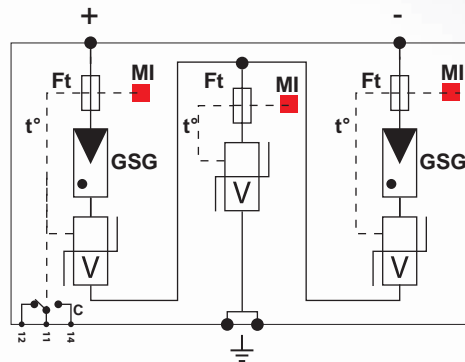 + -
Ft MI Ft MI Ft MI
t° t° t°
GSG GSG
V V V
C
12 11 14